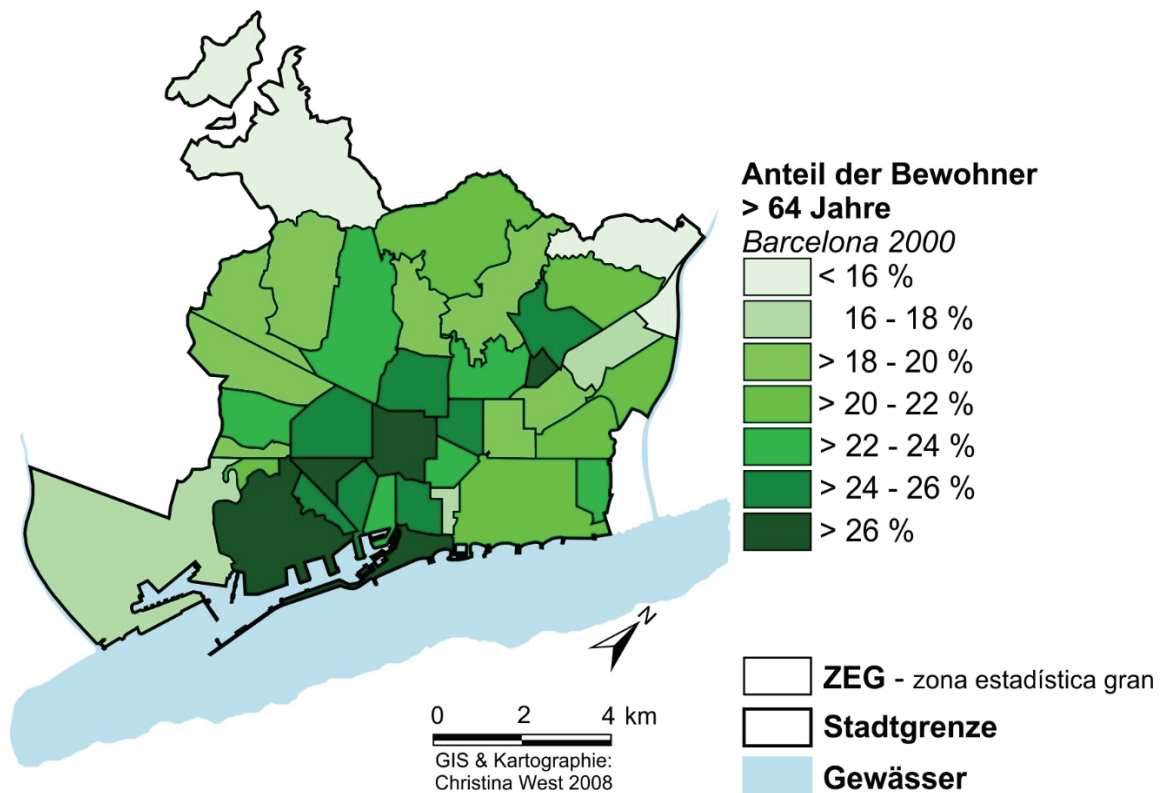 Anteil der Bewohner
> 64 Jahre
Barcelona 2000
< 16 %
16 - 18 %
> 18 - 20 %
> 20 - 22 %
> 22 - 24 %
> 24 - 26 %
> 26 %
N
0 2 4 km
GIS & Kartographie:
Christina West 2008
ZEG - zona estadística gran
Stadtgrenze
Gewässer